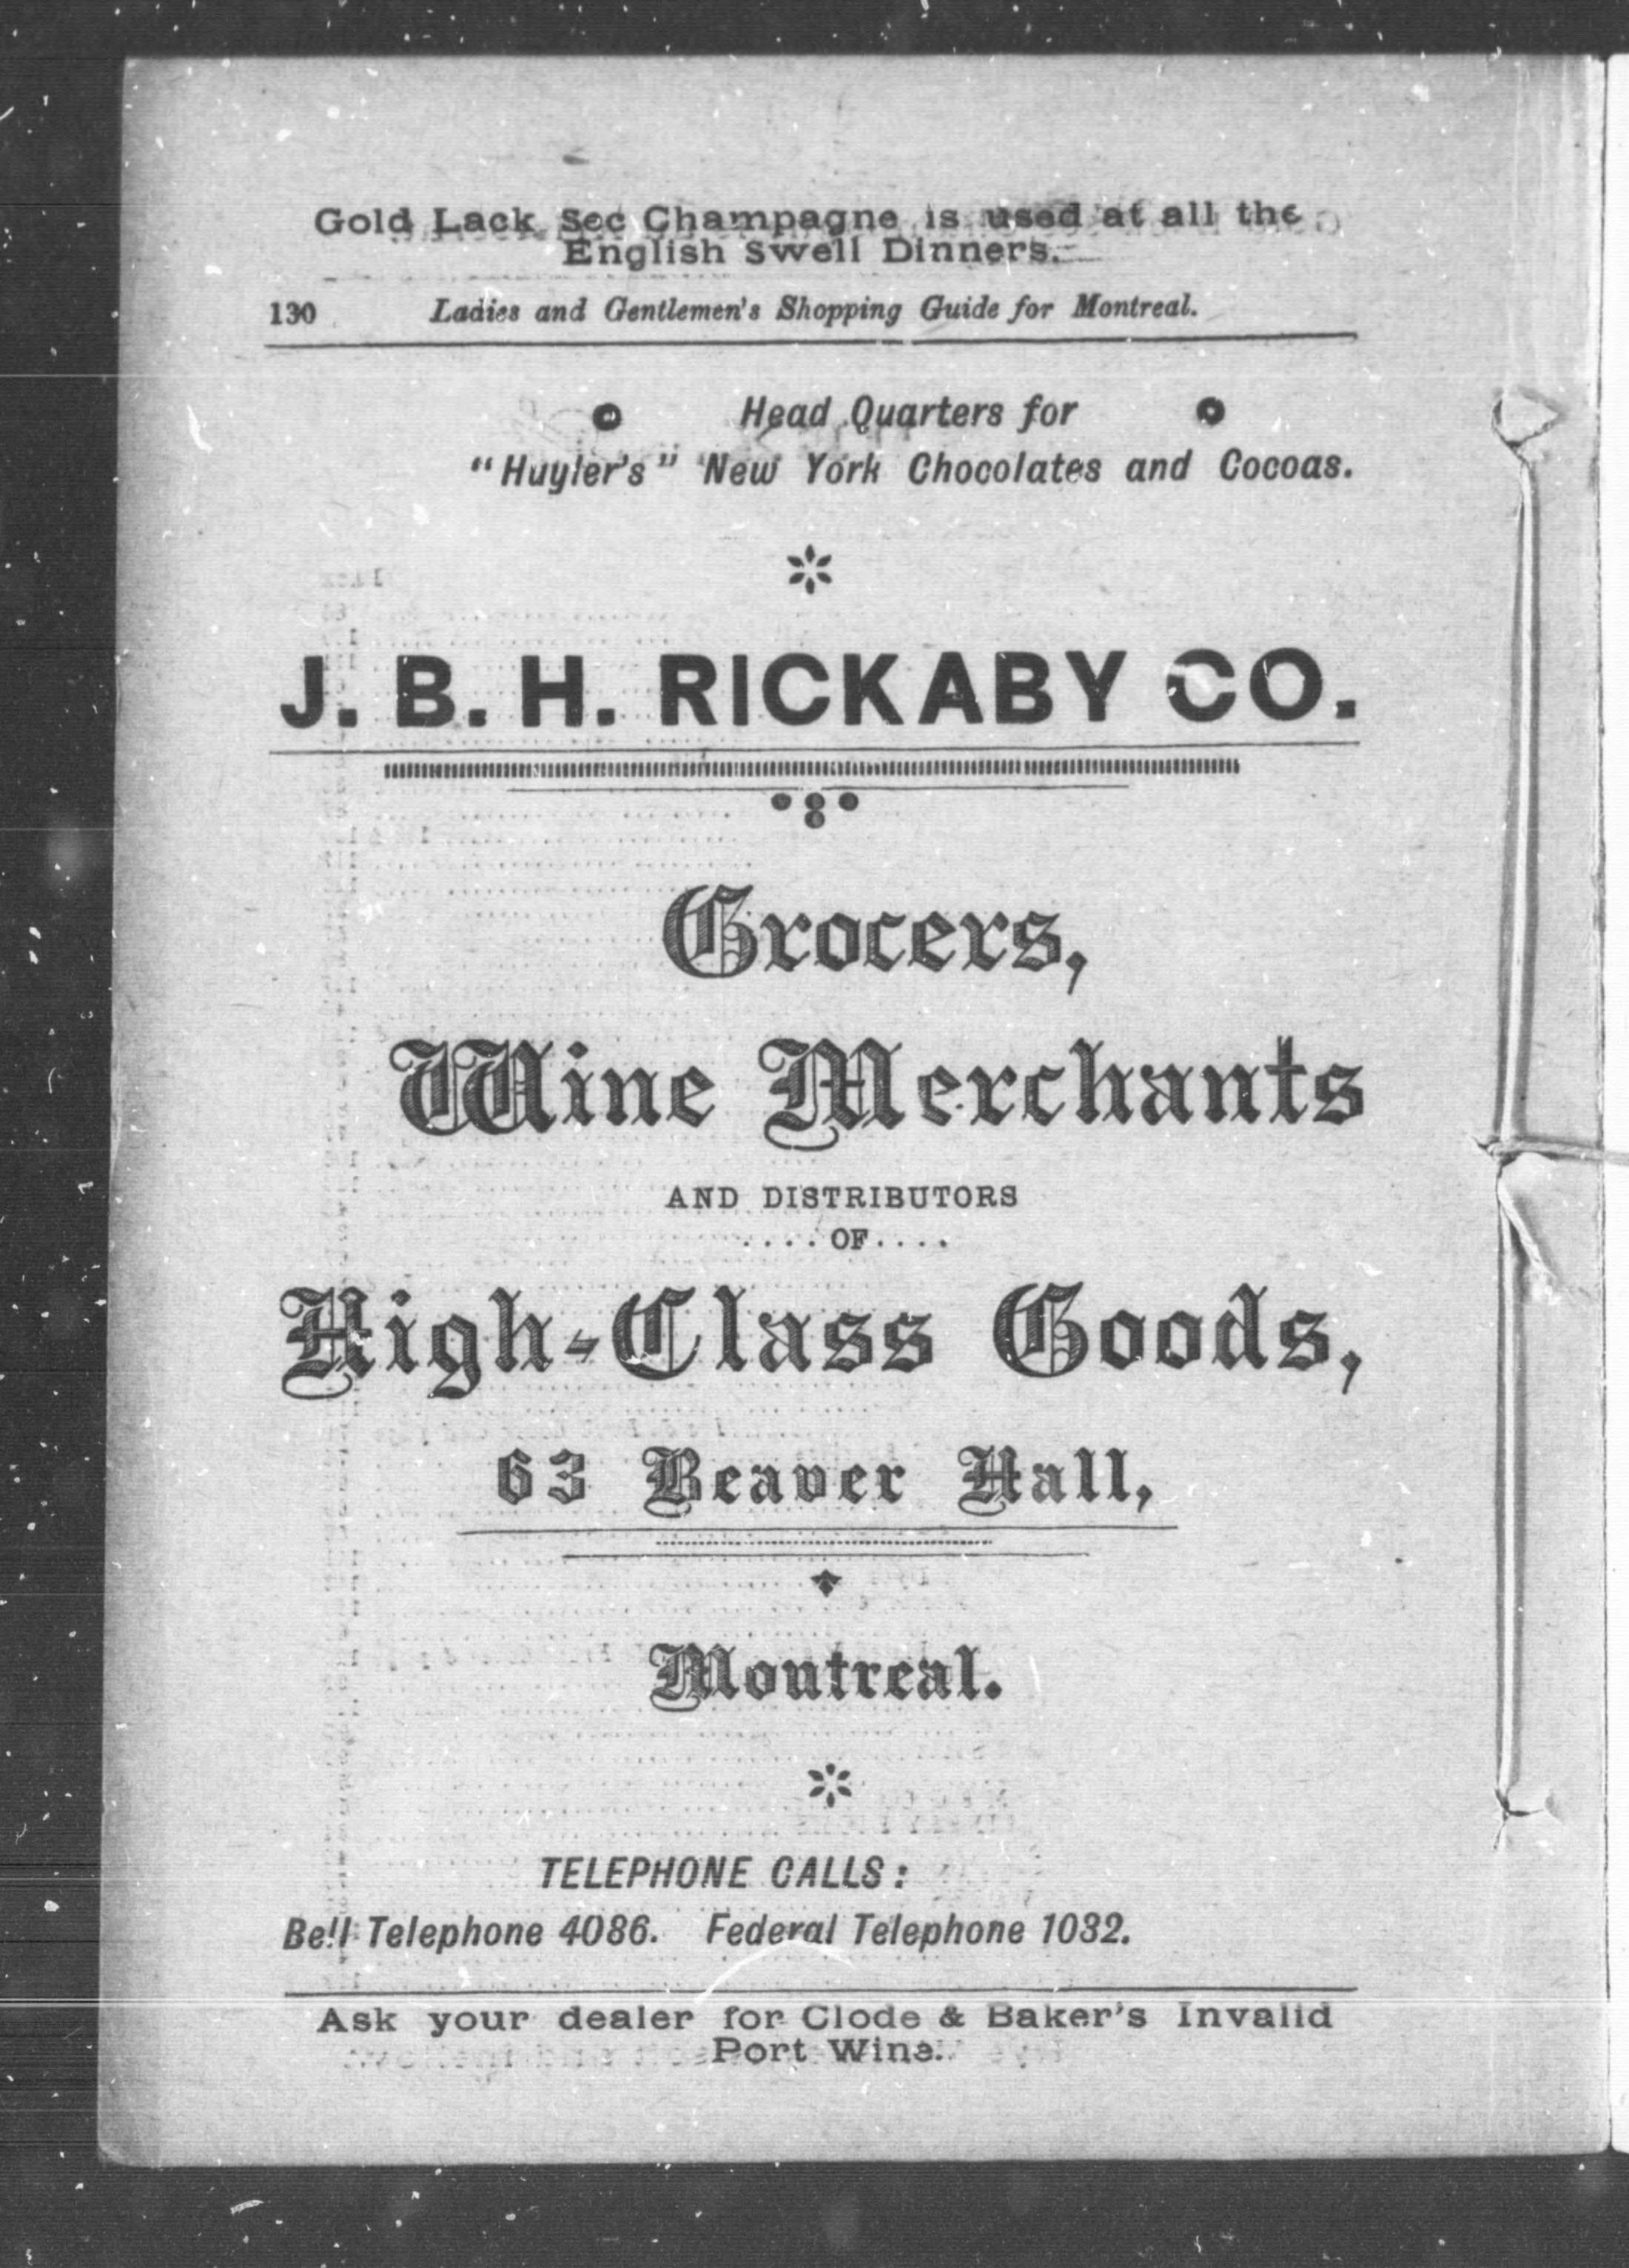 Gold Lack Sec Champagne is used at all the
English Swell Dinners.
130 Ladies and Gentlemen's Shopping Guide for Montreal.
Head Quarters for
"Huyler's" New York Chocolates and Cocoas.
J. B. H. RICKABY CO.
Grocers,
Wine Merchants
AND DISTRIBUTORS
....OF....
High-Class Goods,
63 Beaver Hall,
Montreal.
TELEPHONE CALLS:
Bell Telephone 4086. Federal Telephone 1032.
Ask your dealer for Clode & Baker's Invalid
Port Wine.